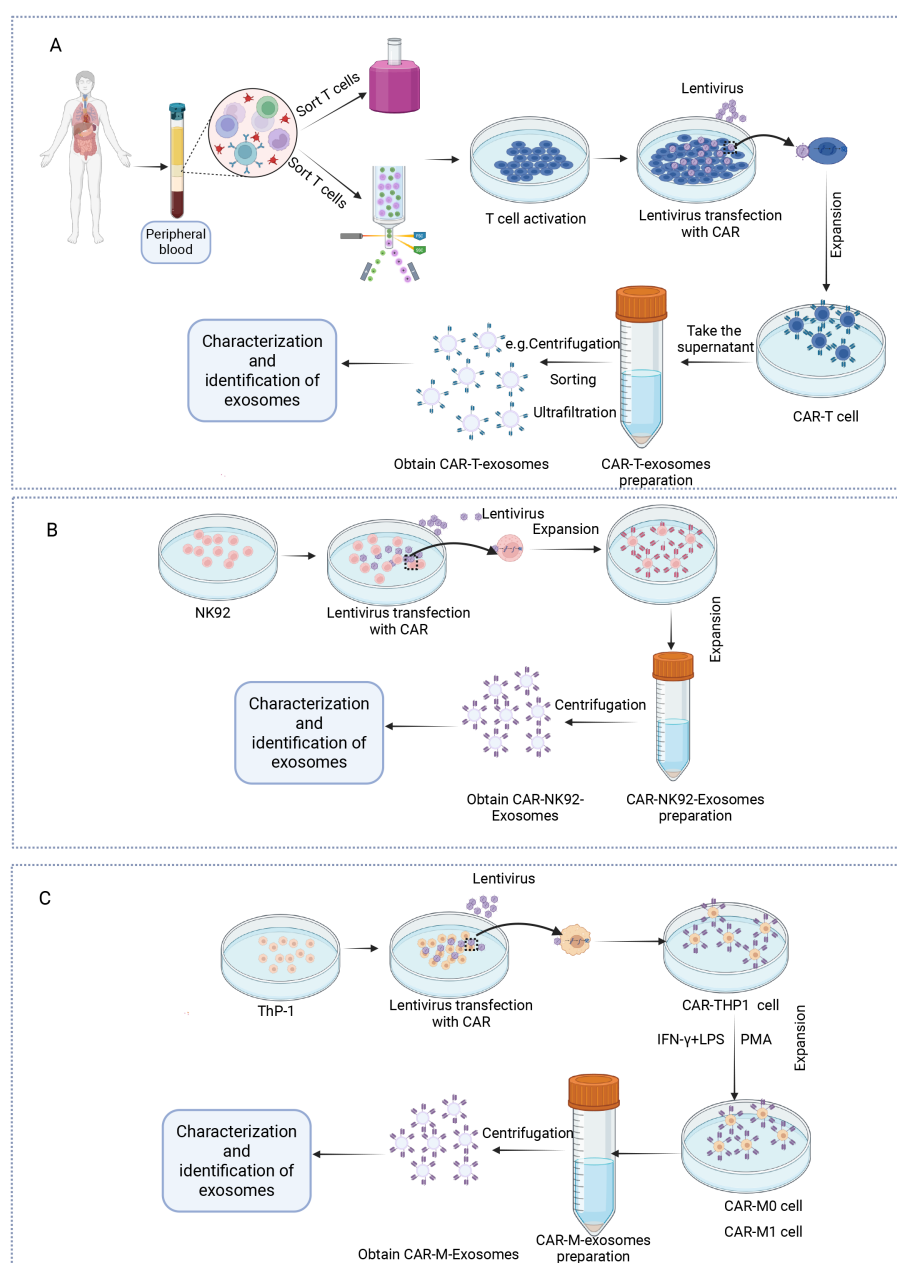 A
Sort T cells
Sort T cells
Peripheral
blood
T cell activation
Lentivirus
Lentivirus transfection
with CAR
Expansion
CAR-T cell
Take the
supernatant
CAR-T-exosomes
preparation
e.g.Centrifugation
Sorting
Ultrafiltration
Obtain CAR-T-exosomes
Characterization
and
identification of
exosomes
B
NK92
Lentivirus
Lentivirus transfection
with CAR
Expansion
Expansion
CAR-NK92-Exosomes
preparation
Centrifugation
Obtain CAR-NK92-
Exosomes
Characterization
and
identification of
exosomes
C
ThP-1
Lentivirus
Lentivirus transfection
with CAR
CAR-THP1 cell
IFN-γ+LPS
PMA
Expansion
CAR-M0 cell
CAR-M1 cell
CAR-M-exosomes
preparation
Centrifugation
Obtain CAR-M-Exosomes
Characterization
and
identification of
exosomes